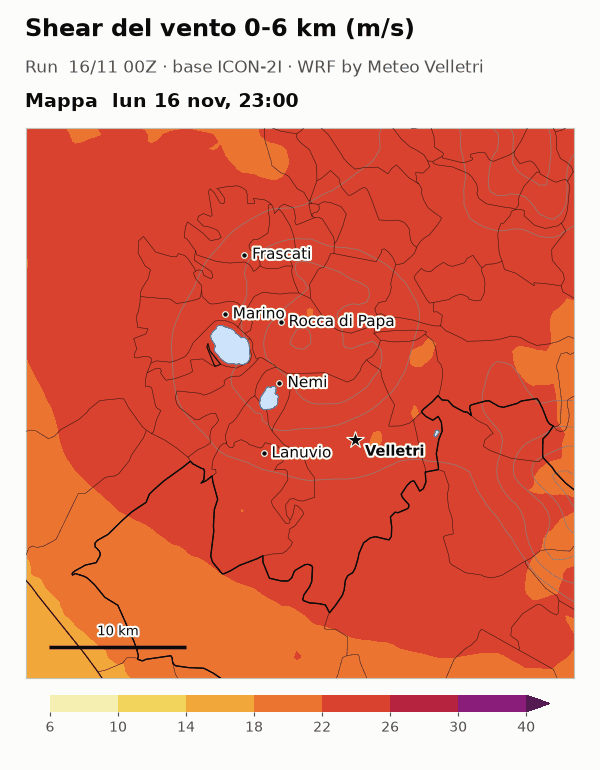 Shear del vento 0-6 km (m/s)
Run  16/11 00Z · base ICON-2I · WRF by Meteo Velletri
Mappa  lun 16 nov, 23:00
Frascati
Marino
Rocca di Papa
Nemi
Velletri
Lanuvio
10 km
6 10 14 18 22 26 30 40